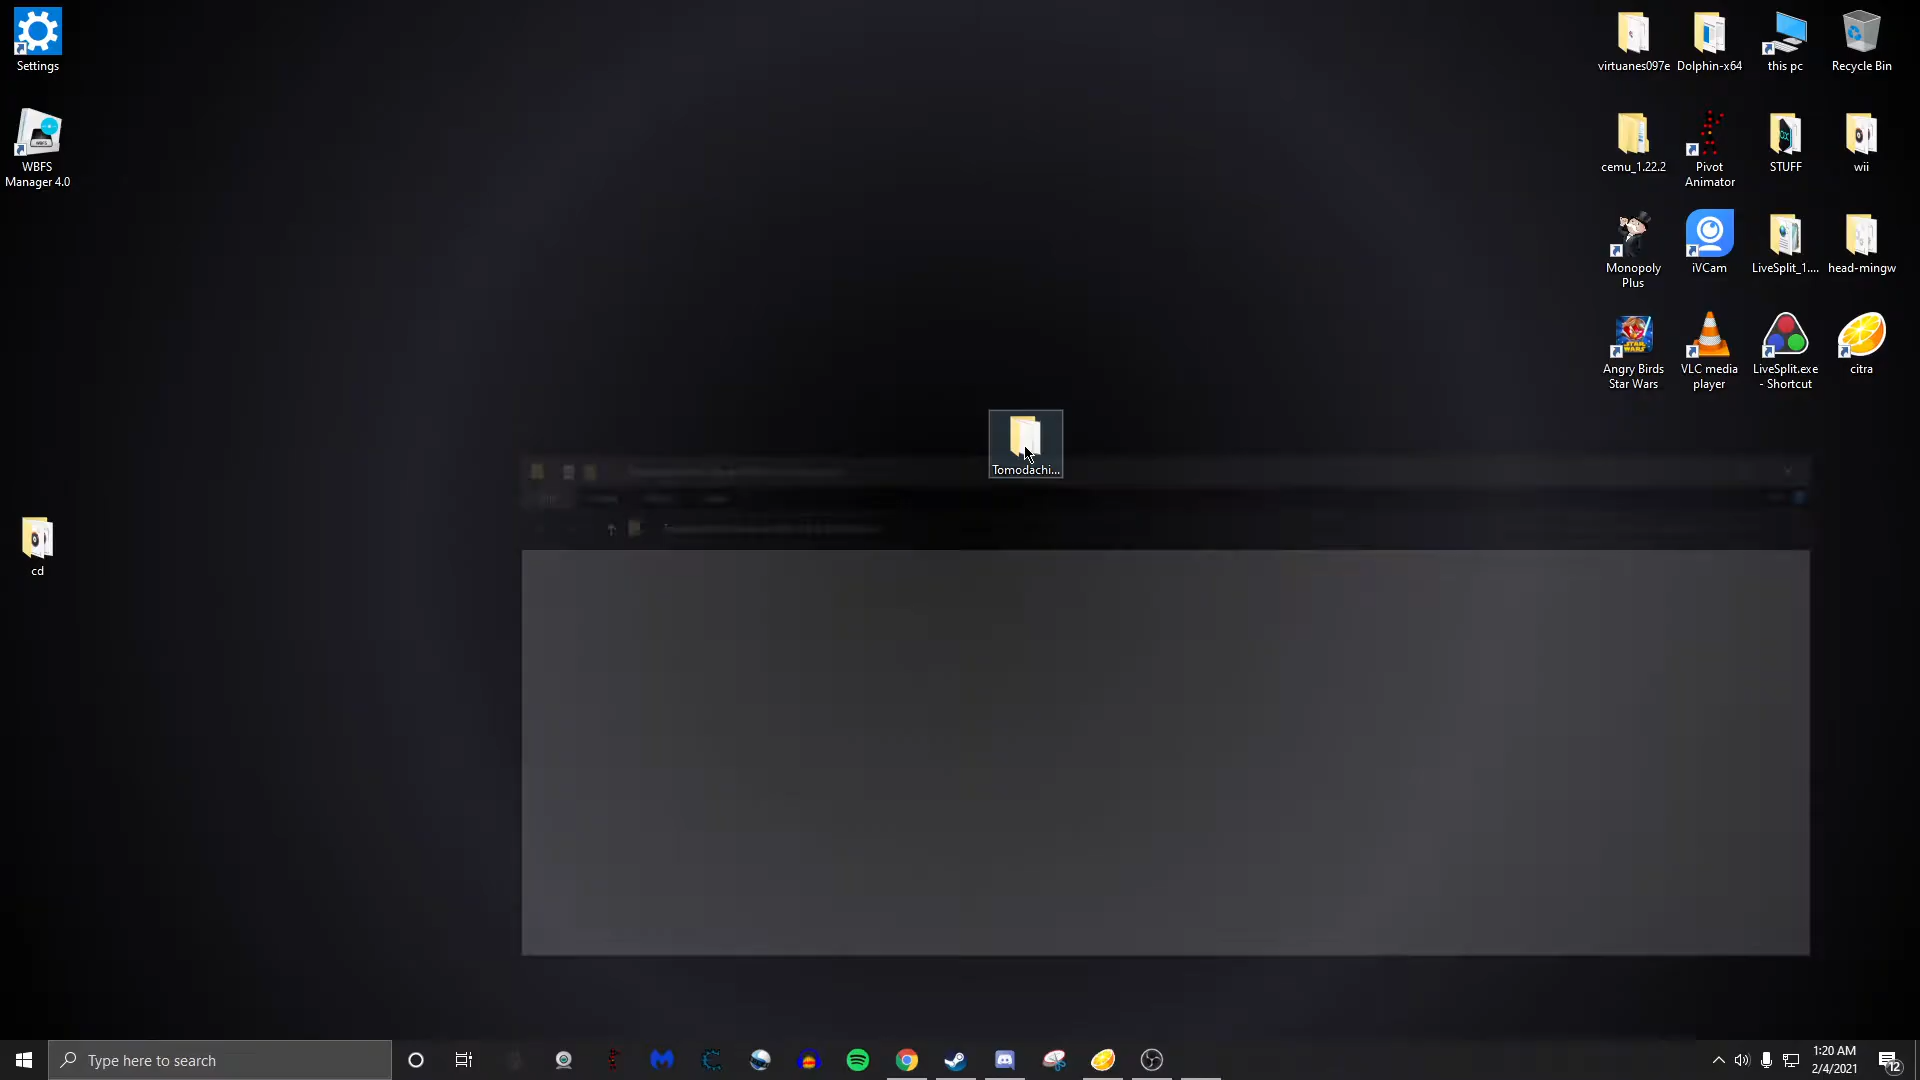 Settings
WBFS
Manager 4.0
cd
Tomodachi...
virtuanes097e
Dolphin-x64
this pc
Recycle Bin
cemu_1.22.2
Pivot
Animator
STUFF
wii
Monopoly
Plus
iVCam
LiveSplit_1....
head-mingw
Angry Birds
Star Wars
VLC media
player
LiveSplit.exe
- Shortcut
citra
Type here to search
1:20 AM
2/4/2021
12